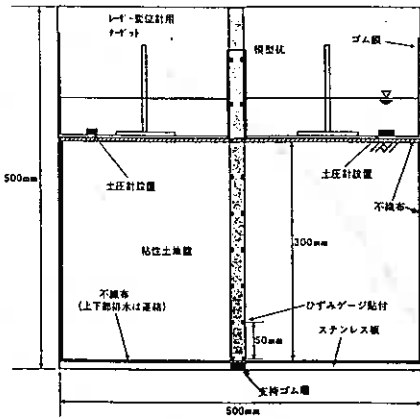 レーザー変位計用
ターゲット
模型杭
ゴム膜
土圧計設置
土圧計設置
500mm
不織布
300mm
粘性土地盤
不織布
(上下部排水は連結)
ひずみゲージ貼付
50mm
ステンレス板
支持ゴム
500mm